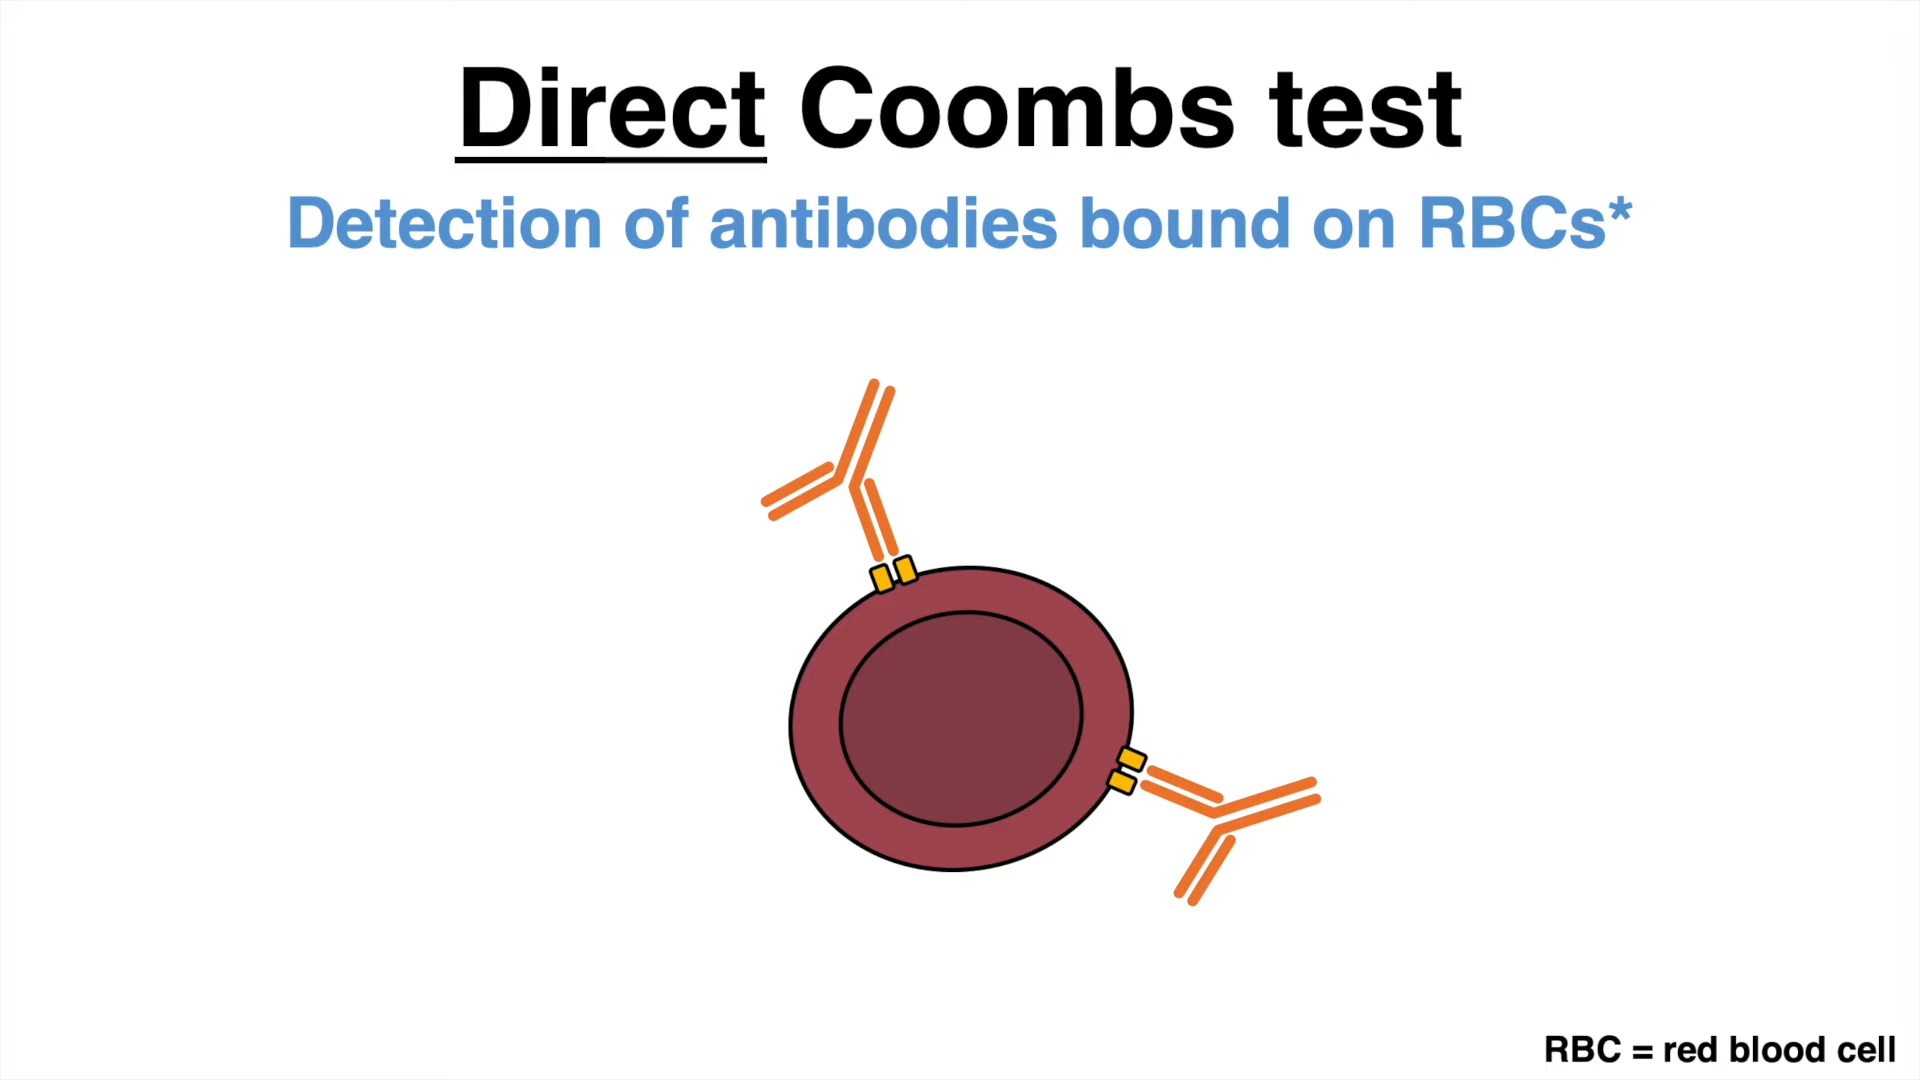 Direct Coombs test
Detection of antibodies bound on RBCs*
RBC = red blood cell